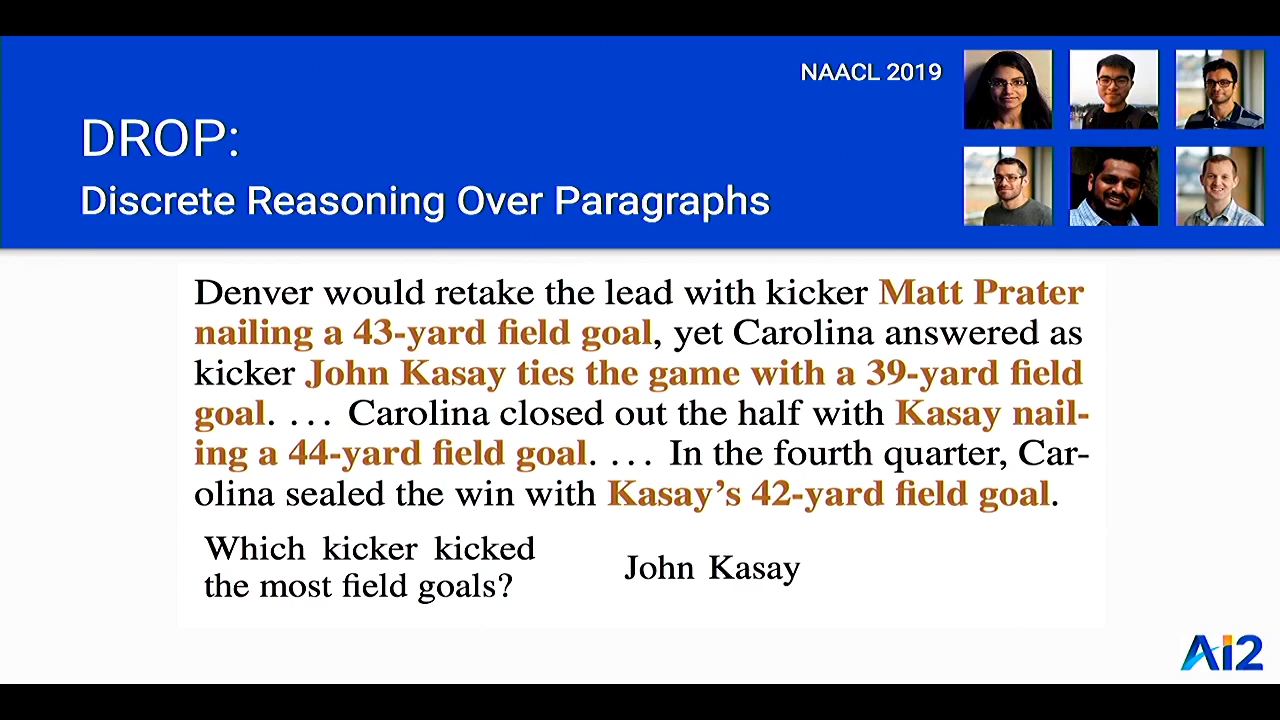 NAACL 2019
DROP:
Discrete Reasoning Over Paragraphs
Denver would retake the lead with kicker Matt Prater
nailing a 43-yard field goal, yet Carolina answered as
kicker John Kasay ties the game with a 39-yard field
goal. . . . Carolina closed out the half with Kasay nail-
ing a 44-yard field goal. . . . In the fourth quarter, Car-
olina sealed the win with Kasay's 42-yard field goal.
Which kicker kicked
the most field goals?
John Kasay
Ai2